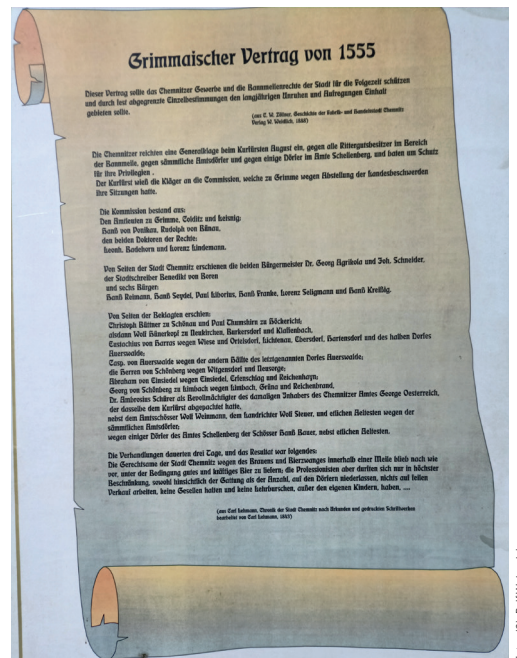 Grimmaischer Vertrag von 1555
Dieser Vertrag sollte das Chemnitzer Gewerbe und die Bannmeilenrechte der Stadt für die Folgezeit schützen
und durch fest abgegrenzte Einzelbestimmungen den langjährigen Unruhen und Aufregungen Einhalt
gebieten sollte.
(aus C. W. Zöllner, Geschichte der Fabrik- und Handelsstadt Chemnitz
Verlag W. Weidlich, 1888)
Die Chemnitzer reichten eine Generalklage beim Kurfürsten August ein, gegen alle Rittergutsbesitzer im Bereich
der Bannmeile, gegen sämmtliche Amtsdörfer und gegen einige Dörfer im Amte Schellenberg, und baten um Schutz
für ihre Privilegien .
Der Kurfürst wieß die Kläger an die Commission, welche zu Grimme wegen Abstellung der Landesbeschwerden
ihre Sitzungen hatte.
Die Kommission bestand aus:
Den Amtleuten zu Grimme, Colditz und Leisnig:
Hanß von Ponikau, Rudolph von Bünau,
den beiden Doktoren der Rechte:
Leonh. Badehorn und Lorenz Lindemann.
Von Seiten der Stadt Chemnitz erschienen die beiden Bürgermeister Dr. Georg Agrikola und Joh. Schneider,
der Stadtschreiber Benedikt von Boren
und sechs Bürger:
Hanß Reimann, Hanß Seydel, Paul Liborius, Hanß Franke, Lorenz Seligmann und Hanß Kreißig.
Von Seiten der Beklagten erschien:
Christoph Hüttner zu Schönau und Paul Thumshirn zu Höckericht;
alsdann Wolf Hünerkopf zu Neukirchen, Burkersdorf und Klaffenbach.
Eustachius von Harras wegen Wiese und Ortelsdorf, Lichtenau, Ebersdorf, Garnsdorf und des halben Dorfes
Auerswalde;
Casp. von Auerswalde wegen der andern Hälfte des letztgenannten Dorfes Auerswalde;
die Herren von Schönberg wegen Wittgensdorf und Neusorge;
Abraham von Einsiedel wegen Einsiedel, Erfenschlag und Reichenhayn;
Georg von Schönberg zu Limbach wegen Limbach, Grüna und Reichenbrand,
Dr. Ambrosius Schürer als Bevollmächtigter des damaligen Inhabers des Chemnitzer Amtes George Oesterreich,
der dasselbe dem Kurfürst abgepachtet hatte,
nebst dem Amtsschösser Wolf Weinmann, dem Landrichter Wolf Steuer, und etlichen Aeltesten wegen der
sämmtlichen Amtsdörfer;
wegen einiger Dörfer des Amtes Schellenberg der Schösser Hanß Bauer, nebst etlichen Aeltesten.
Die Verhandlungen dauerten drei Tage, und das Resultat war folgendes:
Die Gerechtsame der Stadt Chemnitz wegen des Brauens und Bierzwanges innerhalb einer Meile blieb nach wie
vor, unter der Bedingung gutes und kräftiges Bier zu liefern; die Professionisten aber durften sich nur in höchster
Beschränkung, sowohl hinsichtlich der Gattung als der Anzahl, auf den Dörfern niederlassen, nichts auf feilen
Verkauf arbeiten, keine Gesellen halten und keine Lehrburschen, außer den eigenen Kindern, haben, ....
(aus Carl Lehmann, Chronik der Stadt Chemnitz nach Urkunden und gedruckten Schriftwerken
bearbeitet von Carl Lehmann, 1843)